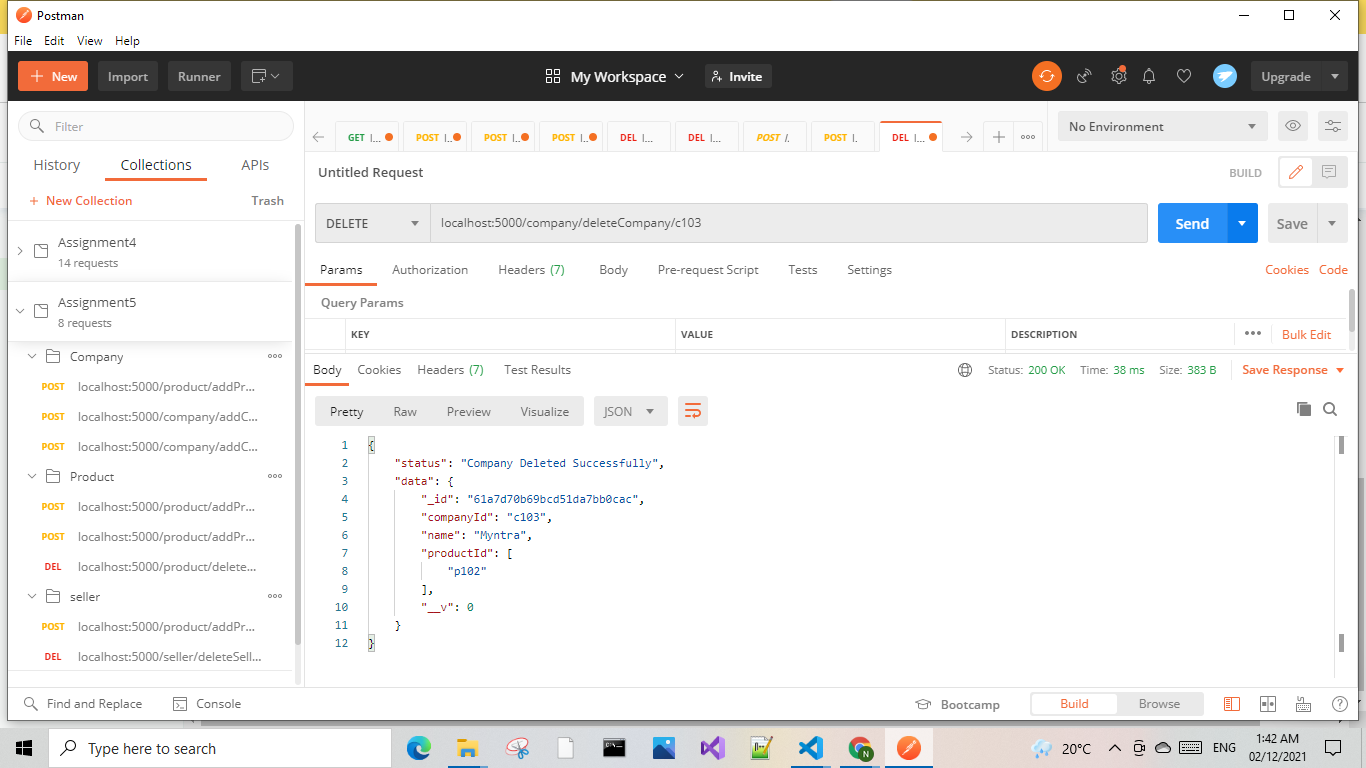 Postman
File Edit View Help
New Import Runner My Workspace Invite Upgrade
Filter
History Collections APIs
New Collection Trash
Assignment4
14 requests
Assignment5
8 requests
Company
POST localhost:5000/product/addPr...
POST localhost:5000/company/addC...
POST localhost:5000/company/addC...
Product
POST localhost:5000/product/addPr...
POST localhost:5000/product/addPr...
DEL localhost:5000/product/delete...
seller
POST localhost:5000/product/addPr...
DEL localhost:5000/seller/deleteSell...
GET l... POST l... POST l... POST l... DEL l... DEL l... POST l. POST l. DEL l...
No Environment
Untitled Request BUILD
DELETE localhost:5000/company/deleteCompany/c103 Send Save
Params Authorization Headers (7) Body Pre-request Script Tests Settings Cookies Code
Query Params
KEY VALUE DESCRIPTION Bulk Edit
Body Cookies Headers (7) Test Results Status: 200 OK Time: 38 ms Size: 383 B Save Response
Pretty Raw Preview Visualize JSON
1 {
2 "status": "Company Deleted Successfully",
3 "data": {
4 "_id": "61a7d70b69bcd51da7bb0cac",
5 "companyId": "c103",
6 "name": "Myntra",
7 "productId": [
8 "p102"
9 ],
10 "__v": 0
11 }
12 }
Find and Replace Console Bootcamp Build Browse
Type here to search 20°C ENG 1:42 AM
02/12/2021